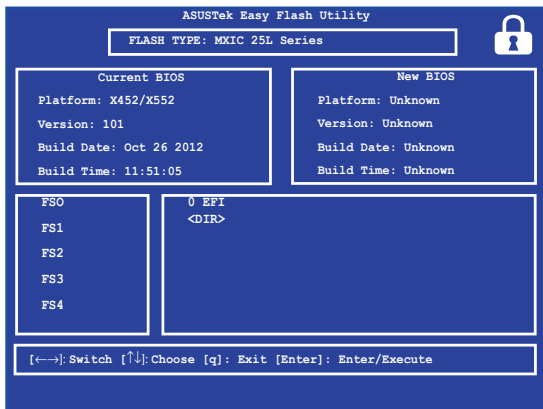 ASUSTek Easy Flash Utility
FLASH TYPE: MXIC 25L Series
Current BIOS
Platform: X452/X552
Version: 101
Build Date: Oct 26 2012
Build Time: 11:51:05
New BIOS
Platform: Unknown
Version: Unknown
Build Date: Unknown
Build Time: Unknown
FSO
FS1
FS2
FS3
FS4
0 EFI
<DIR>
[←→]: Switch [↑↓]: Choose [q]: Exit [Enter]: Enter/Execute